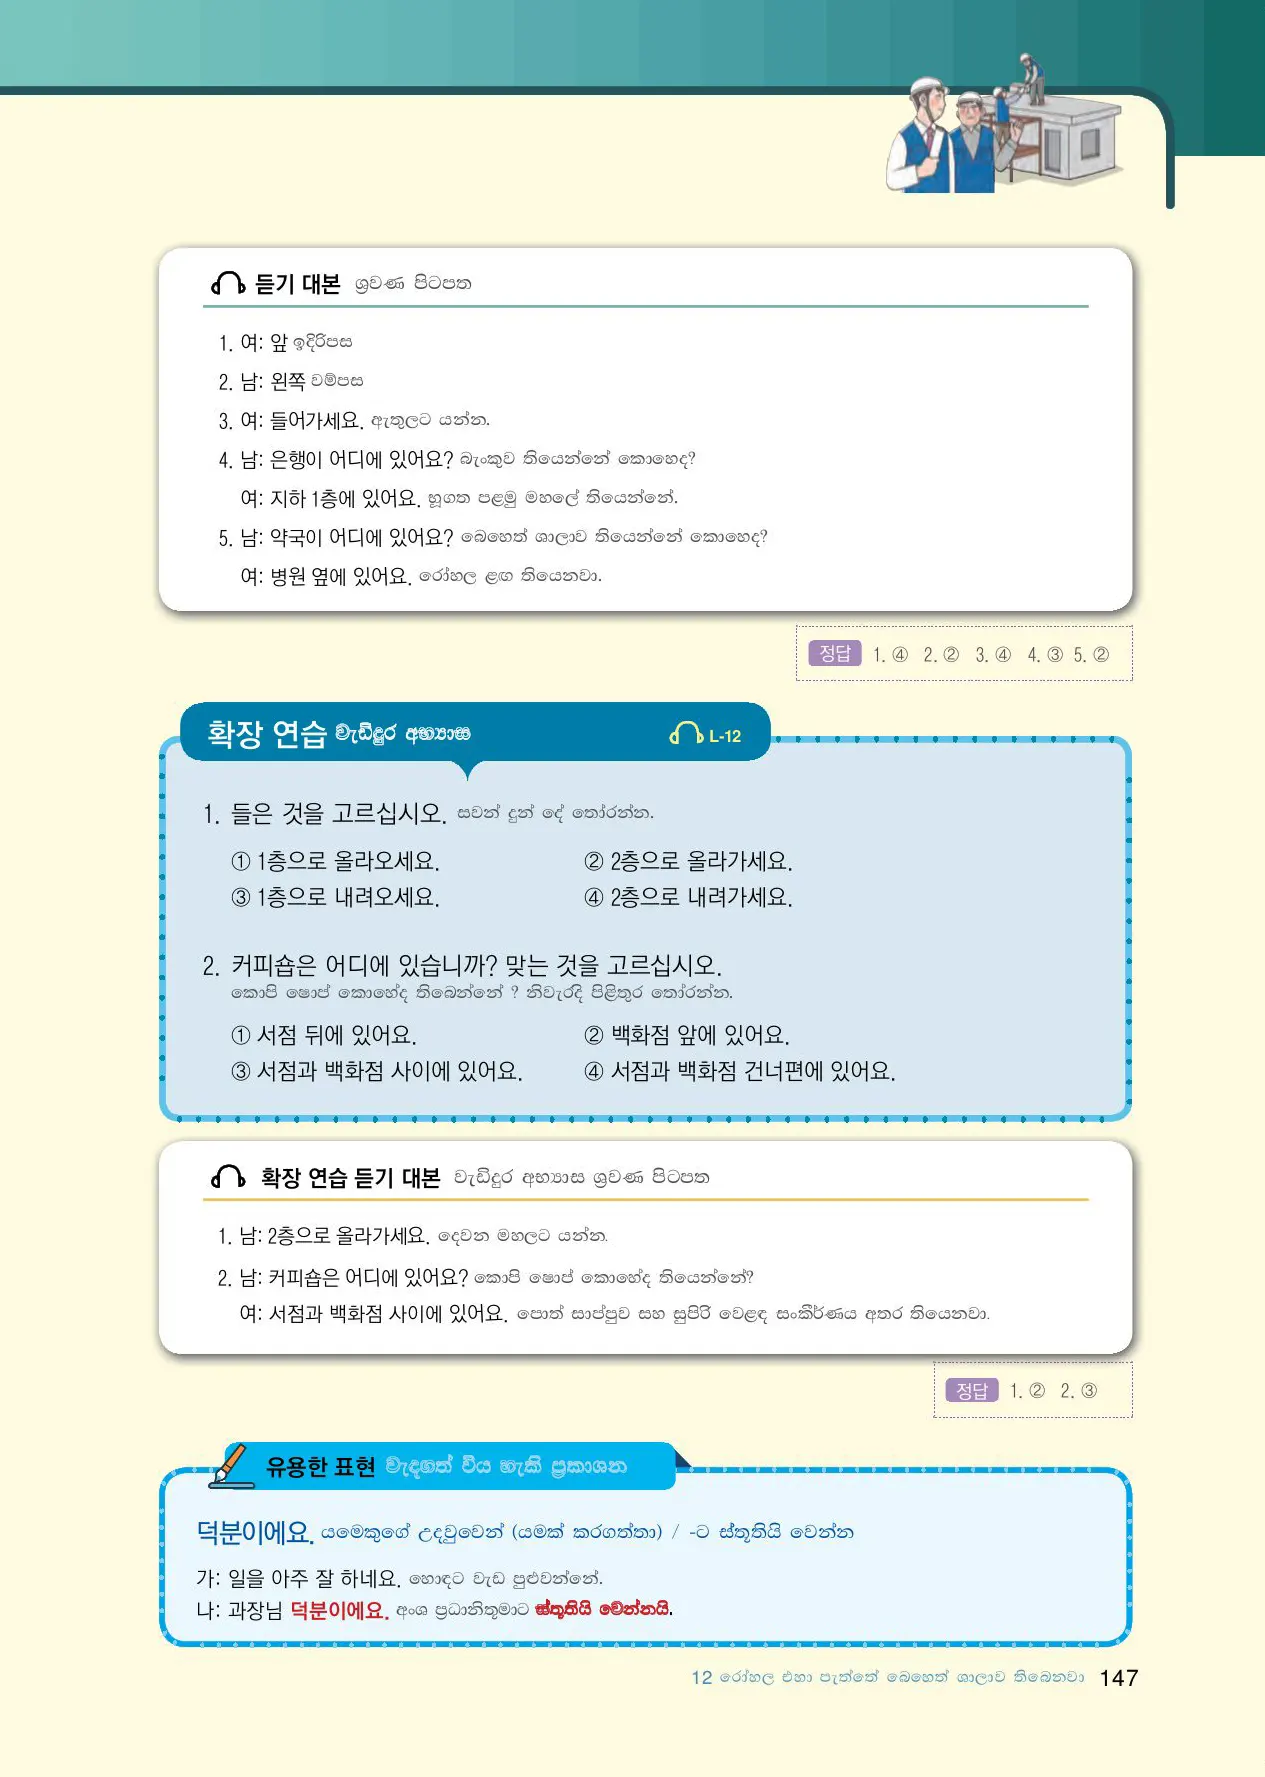 듣기 대본 ශ්‍රවණ පිටපත
1. 여: 앞 ඉදිරිපස
2. 남: 왼쪽 වම්පස
3. 여: 들어가세요. ඇතුලට යන්න.
4. 남: 은행이 어디에 있어요? බැංකුව තියෙන්නේ කොහෙද?
여: 지하 1층에 있어요. භූගත පළමු මහලේ තියෙන්නේ.
5. 남: 약국이 어디에 있어요? බෙහෙත් ශාලාව තියෙන්නේ කොහෙද?
여: 병원 옆에 있어요. රෝහල ළඟ තියෙනවා.
정답 1. ④ 2. ② 3. ④ 4. ③ 5. ②
확장 연습 වැඩිදුර අභ්‍යාස L-12
1. 들은 것을 고르십시오. සවන් දුන් දේ තෝරන්න.
① 1층으로 올라오세요. ② 2층으로 올라가세요.
③ 1층으로 내려오세요. ④ 2층으로 내려가세요.
2. 커피숍은 어디에 있습니까? 맞는 것을 고르십시오.
කොපි ෂොප් කොහේද තිබෙන්නේ ? නිවැරදි පිළිතුර තෝරන්න.
① 서점 뒤에 있어요. ② 백화점 앞에 있어요.
③ 서점과 백화점 사이에 있어요. ④ 서점과 백화점 건너편에 있어요.
확장 연습 듣기 대본 වැඩිදුර අභ්‍යාස ශ්‍රවණ පිටපත
1. 남: 2층으로 올라가세요. දෙවන මහලට යන්න.
2. 남: 커피숍은 어디에 있어요? කොපි ෂොප් කොහේද තියෙන්නේ?
여: 서점과 백화점 사이에 있어요. පොත් සාප්පුව සහ සුපිරි වෙළඳ සංකීර්ණය අතර තියෙනවා.
정답 1. ② 2. ③
유용한 표현 වැදගත් විය හැකි ප්‍රකාශන
덕분이에요. යමෙකුගේ උදවුවෙන් (යමක් කරගත්තා) / -ට ස්තූතියි වෙන්න
가: 일을 아주 잘 하네요. හොඳට වැඩ පුළුවන්නේ.
나: 과장님 덕분이에요. අංශ ප්‍රධානිතුමාට ස්තූතියි වෙන්නයි.
12 රෝහල එහා පැත්තේ බෙහෙත් ශාලාව තිබෙනවා 147